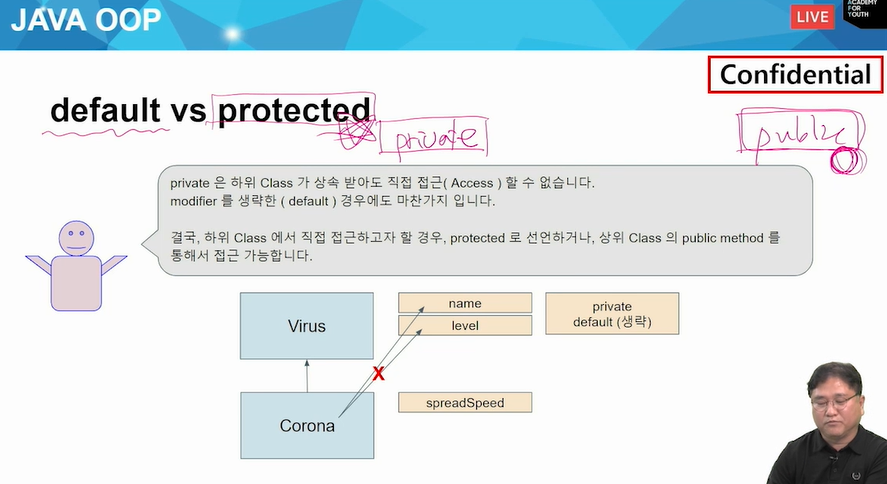 JAVA OOP
LIVE
ACADEMY
FOR
YOUTH
Confidential
default vs protected
private
public
private 은 하위 Class 가 상속 받아도 직접 접근( Access ) 할 수 없습니다.
modifier 를 생략한 ( default ) 경우에도 마찬가지 입니다.
결국, 하위 Class 에서 직접 접근하고자 할 경우, protected 로 선언하거나, 상위 Class 의 public method 를
통해서 접근 가능합니다.
Virus
name
level
private
default (생략)
X
Corona
spreadSpeed